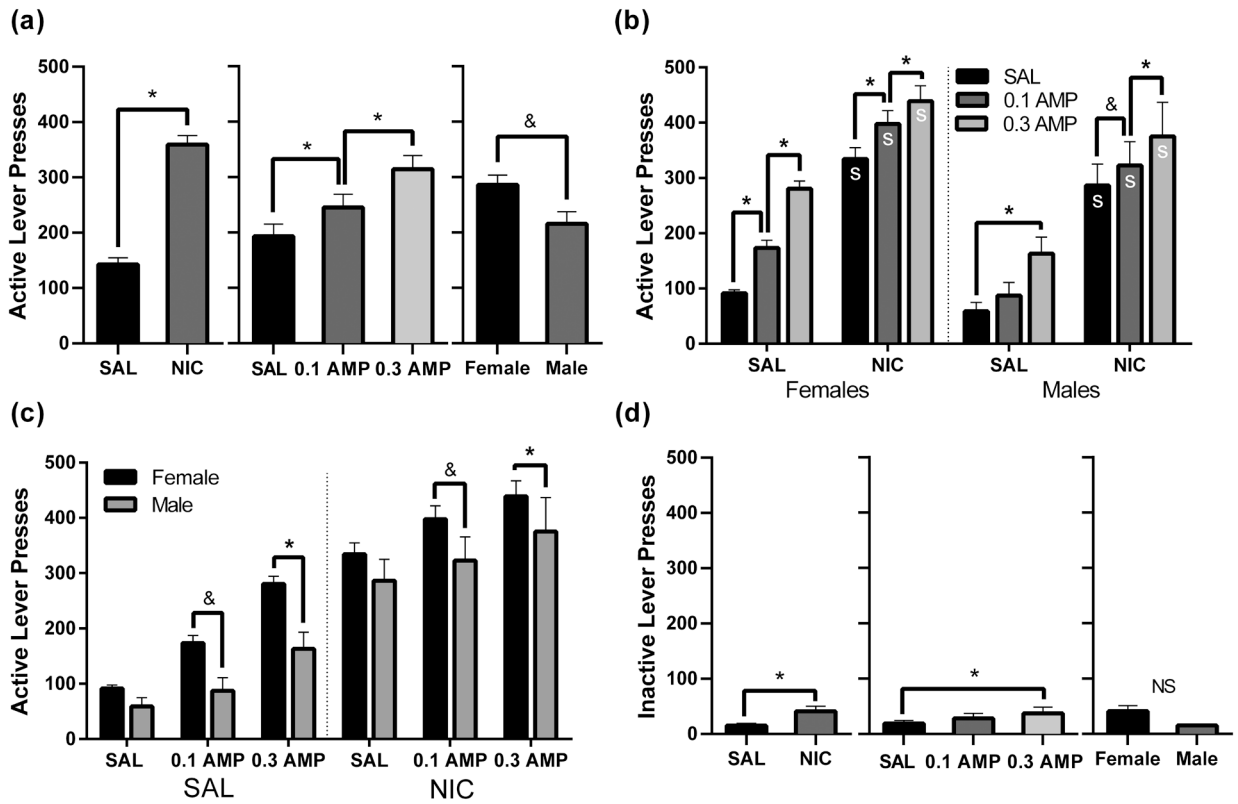 (a)
Active Lever Presses
500
400
300
200
100
0
*
*
*
&
SAL NIC
SAL 0.1 AMP 0.3 AMP
Female Male
(b)
Active Lever Presses
500
400
300
200
100
0
SAL
0.1 AMP
0.3 AMP
*
*
*
*
S
S
S
*
&
*
S
S
S
SAL NIC SAL NIC
Females Males
(c)
Active Lever Presses
500
400
300
200
100
0
Female
Male
&
*
&
*
SAL 0.1 AMP 0.3 AMP SAL 0.1 AMP 0.3 AMP
SAL NIC
(d)
Inactive Lever Presses
500
400
300
200
100
0
*
*
NS
SAL NIC
SAL 0.1 AMP 0.3 AMP
Female Male